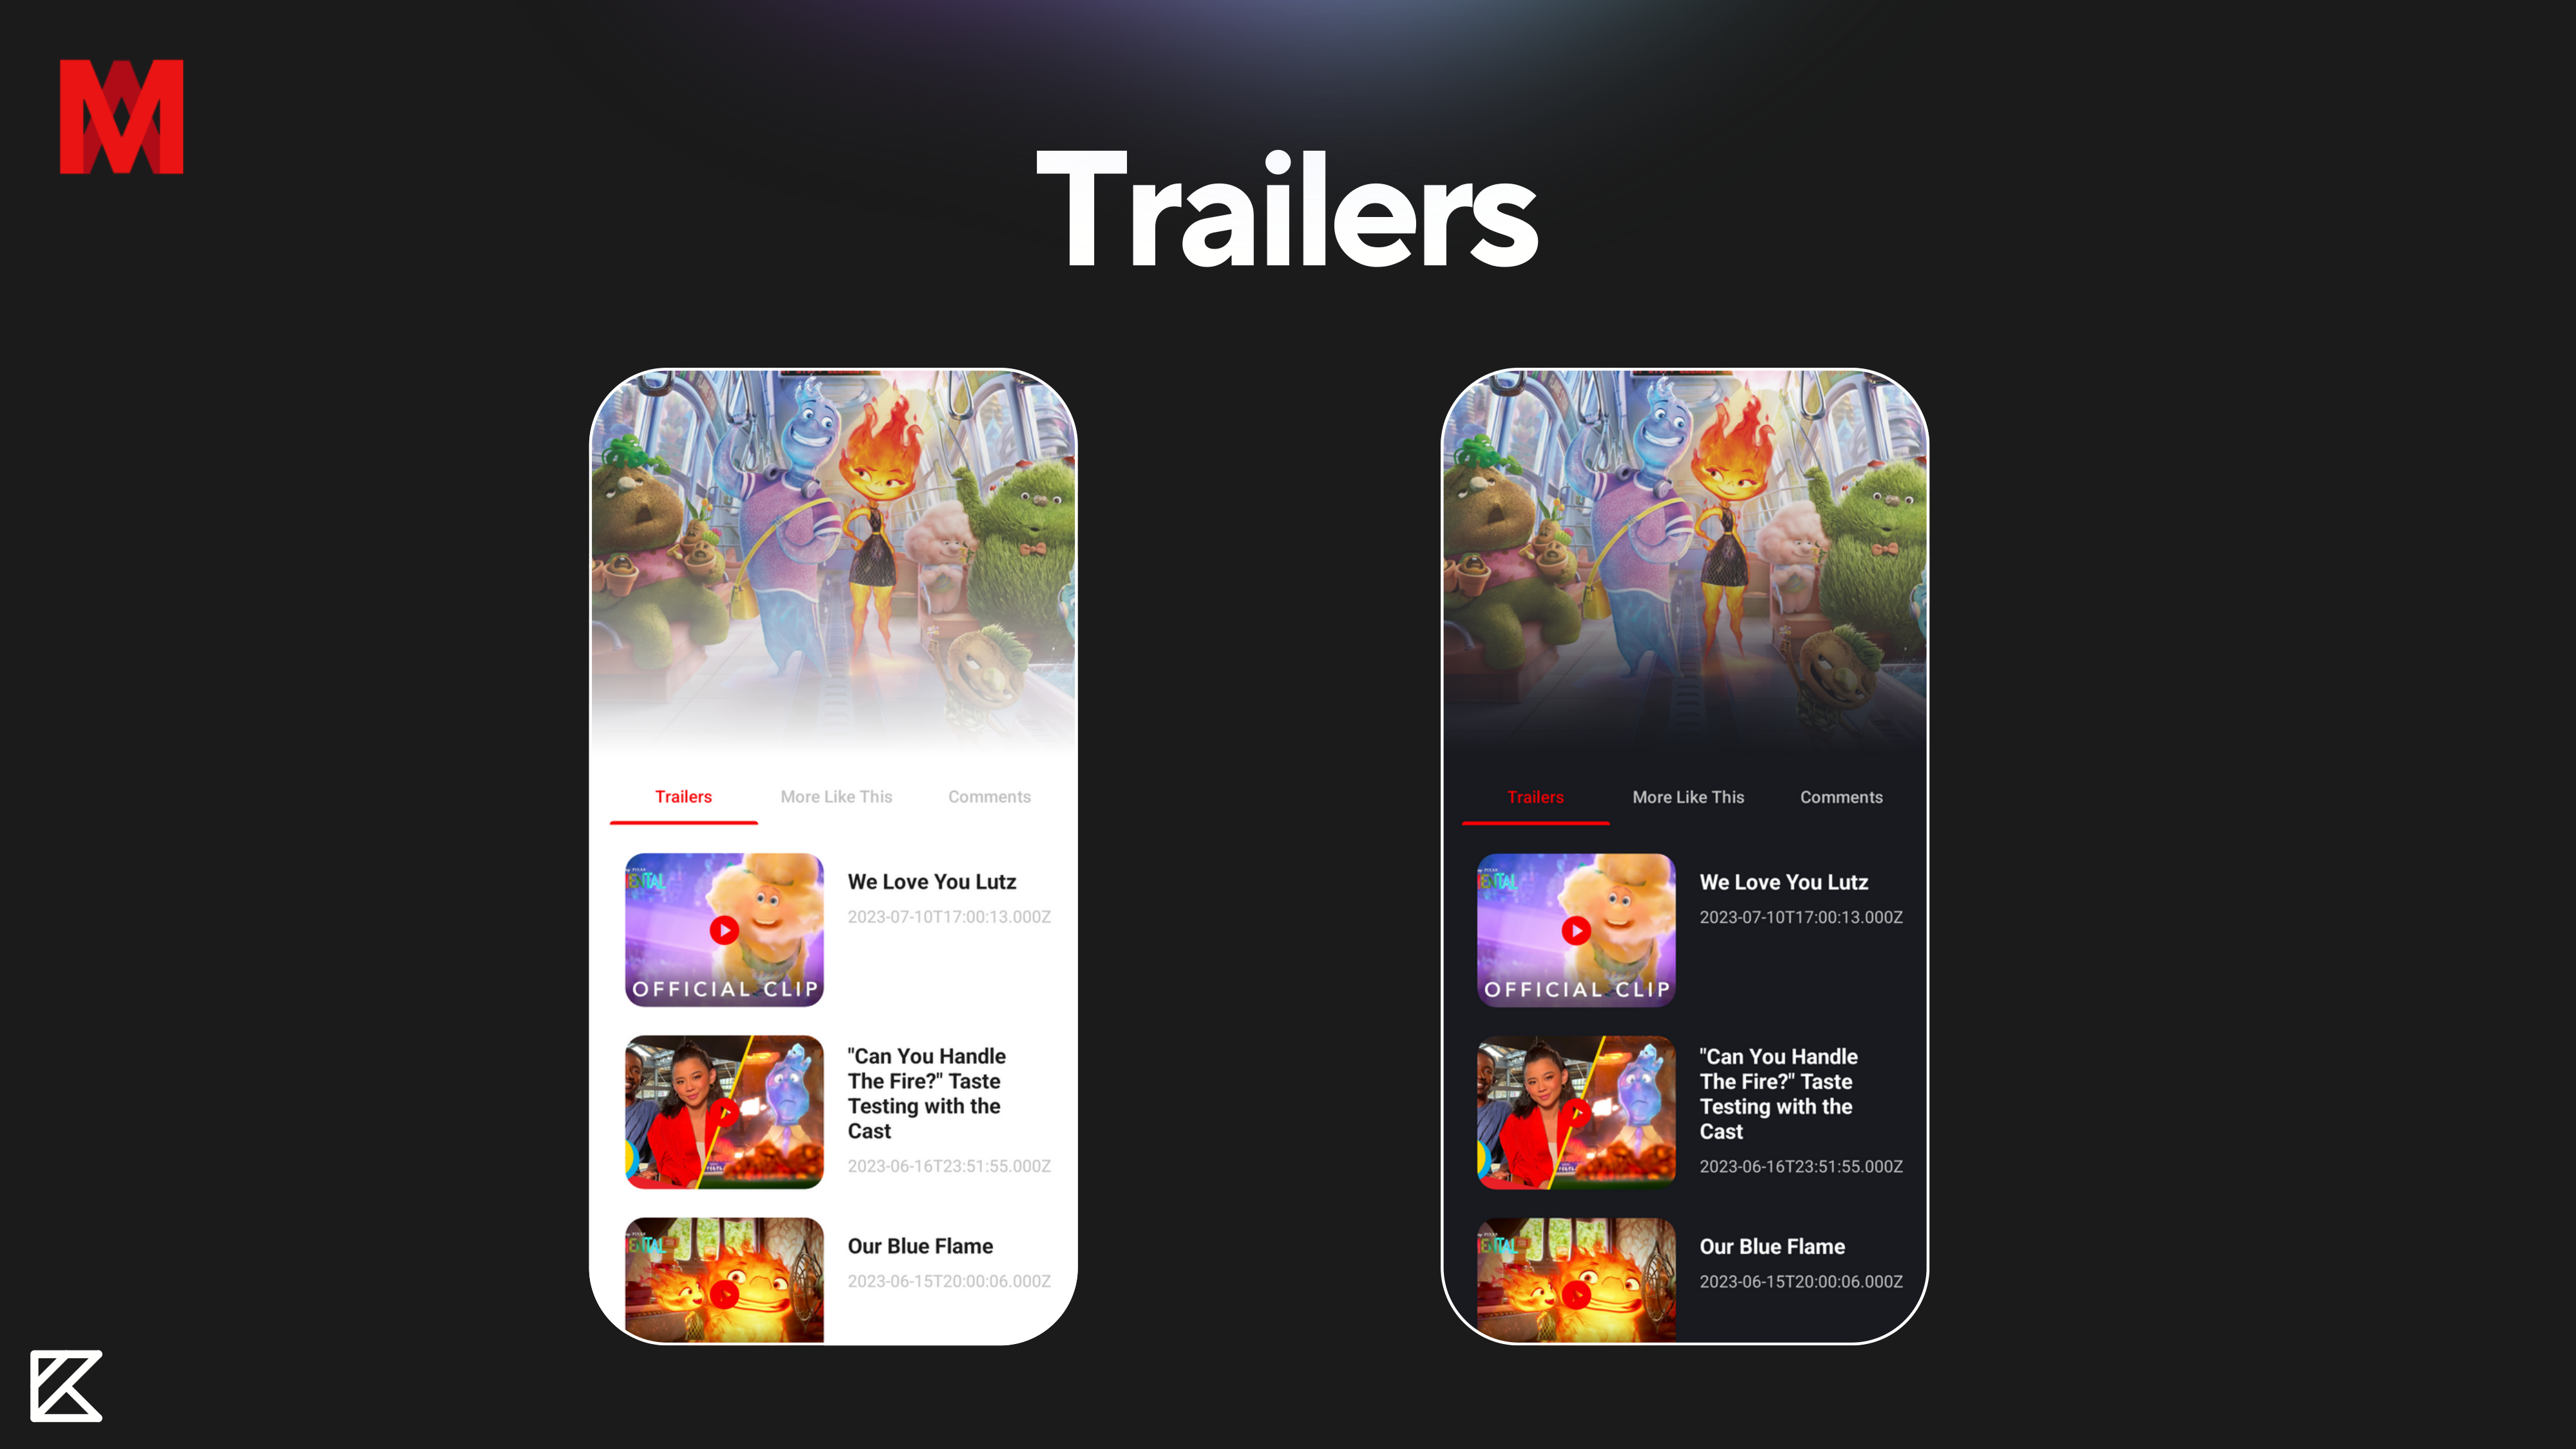 M
Trailers
Trailers More Like This Comments
We Love You Lutz
2023-07-10T17:00:13.000Z
OFFICIAL CLIP
"Can You Handle
The Fire?" Taste
Testing with the
Cast
2023-06-16T23:51:55.000Z
Our Blue Flame
2023-06-15T20:00:06.000Z
Trailers More Like This Comments
We Love You Lutz
2023-07-10T17:00:13.000Z
OFFICIAL CLIP
"Can You Handle
The Fire?" Taste
Testing with the
Cast
2023-06-16T23:51:55.000Z
Our Blue Flame
2023-06-15T20:00:06.000Z